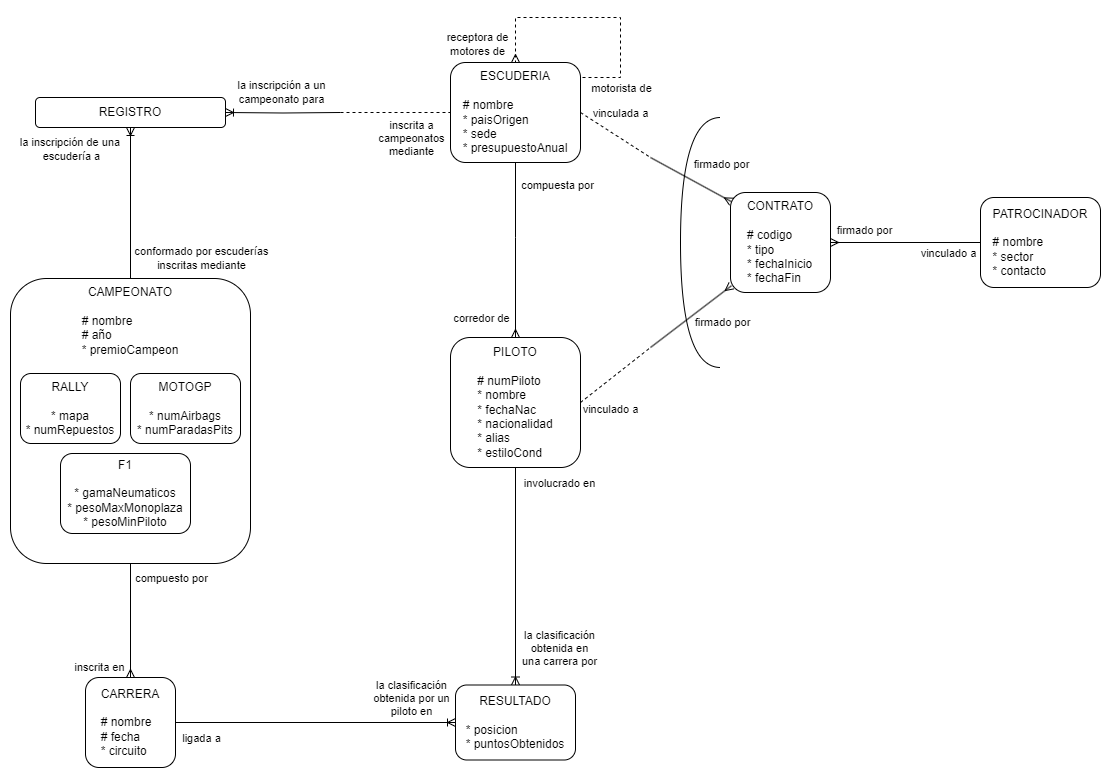 receptora de
motores de
ESCUDERIA
# nombre
* paisOrigen
* sede
* presupuestoAnual
motorista de
vinculada a
la inscripción a un
campeonato para
REGISTRO
inscrita a
campeonatos
mediante
la inscripción de una
escudería a
compuesta por
firmado por
CONTRATO
# codigo
* tipo
* fechaInicio
* fechaFin
firmado por
vinculado a
PATROCINADOR
# nombre
* sector
* contacto
conformado por escuderías
inscritas mediante
CAMPEONATO
# nombre
# año
* premioCampeon
RALLY
* mapa
* numRepuestos
MOTOGP
* numAirbags
* numParadasPits
F1
* gamaNeumaticos
* pesoMaxMonoplaza
* pesoMinPiloto
corredor de
firmado por
PILOTO
# numPiloto
* nombre
* fechaNac
* nacionalidad
* alias
* estiloCond
vinculado a
involucrado en
compuesto por
inscrita en
CARRERA
# nombre
# fecha
* circuito
ligada a
la clasificación
obtenida por un
piloto en
la clasificación
obtenida en
una carrera por
RESULTADO
* posicion
* puntosObtenidos